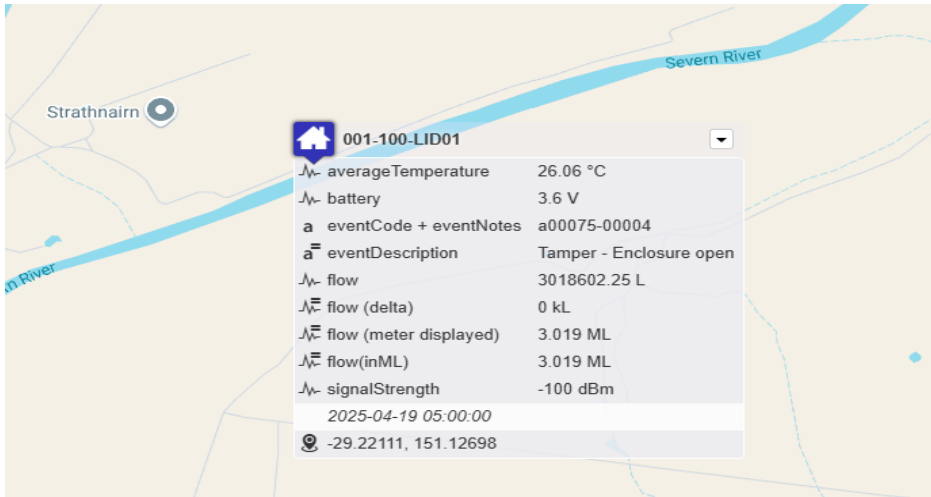 Severn River
Strathnairn
001-100-LID01
averageTemperature 26.06 °C
battery 3.6 V
a eventCode + eventNotes a00075-00004
a= eventDescription Tamper - Enclosure open
flow 3018602.25 L
flow (delta) 0 kL
flow (meter displayed) 3.019 ML
flow(inML) 3.019 ML
signalStrength -100 dBm
2025-04-19 05:00:00
-29.22111, 151.12698
n River